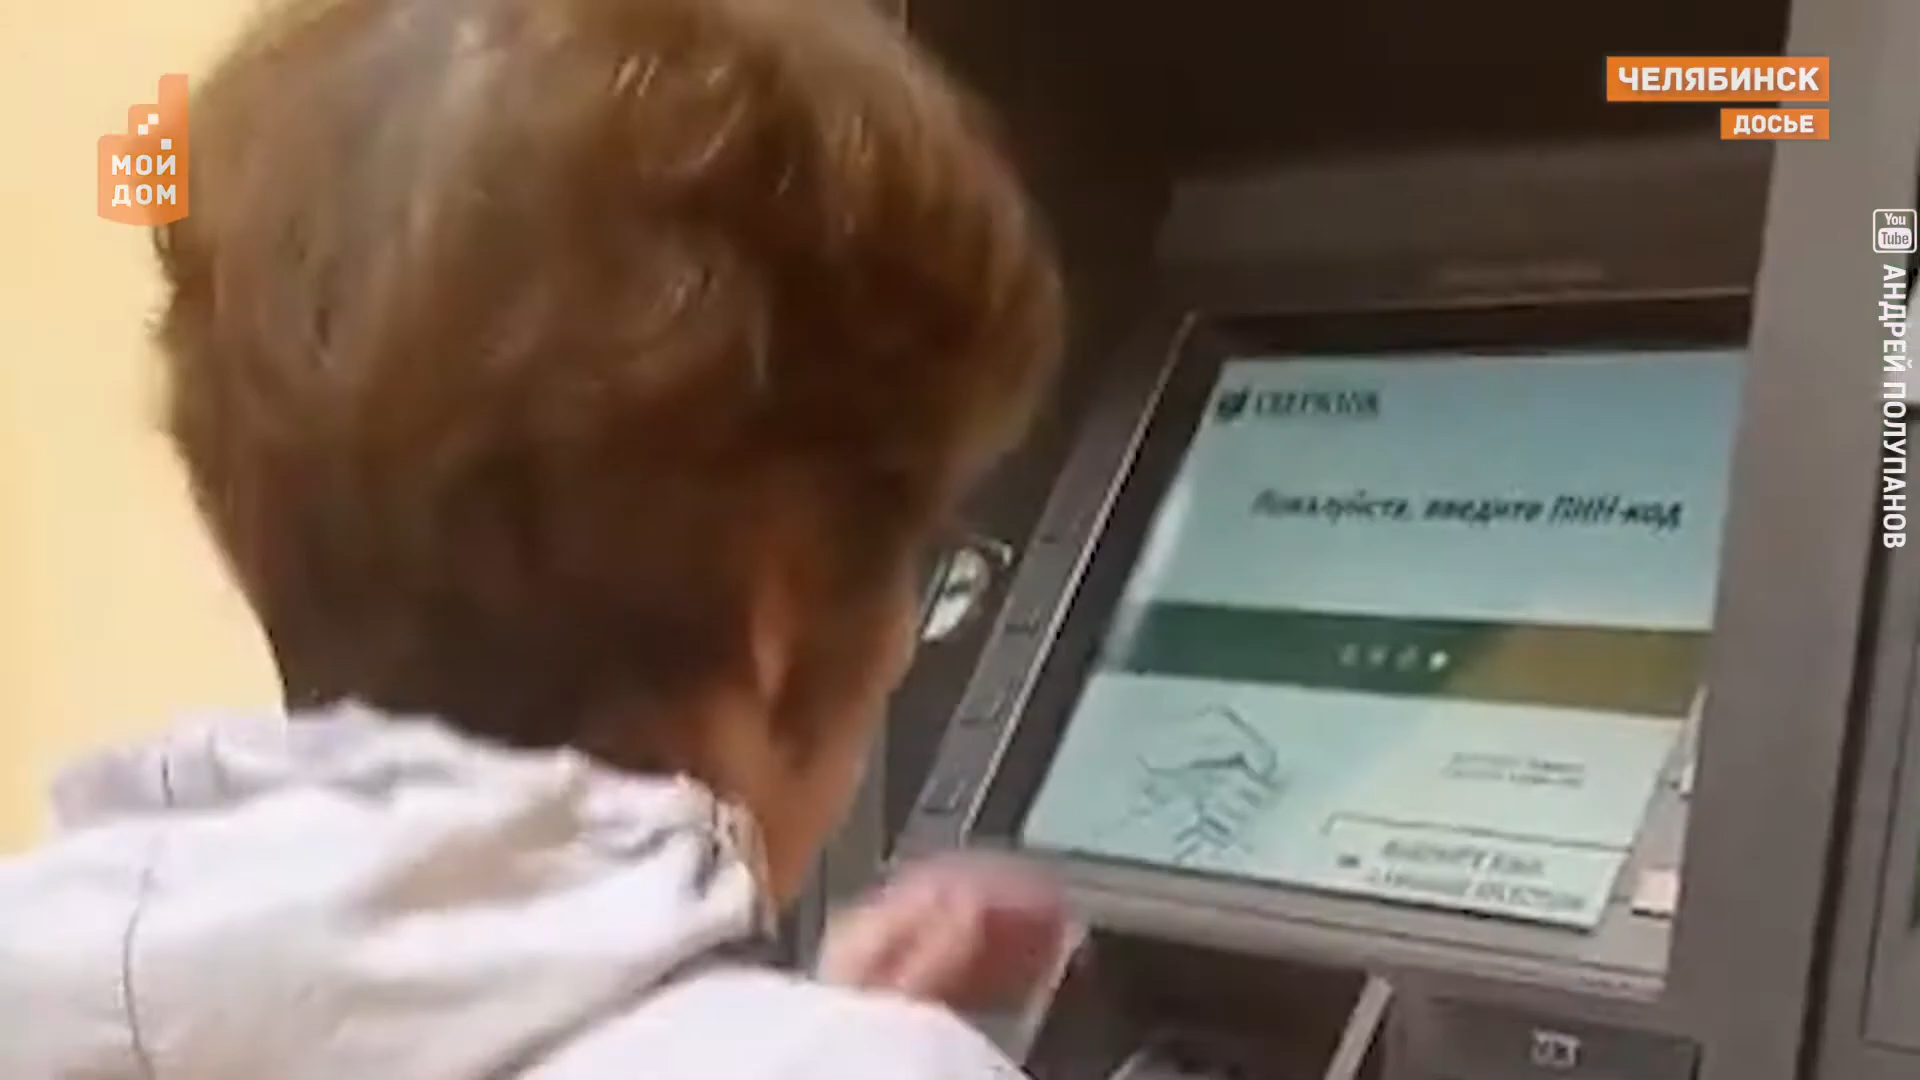 МОЙ
ДОМ
ЧЕЛЯБИНСК
ДОСЬЕ
You
Tube
АНДРЕЙ ПОЛУПАНОВ
СБЕРБАНК
Пожалуйста, введите ПИН-код